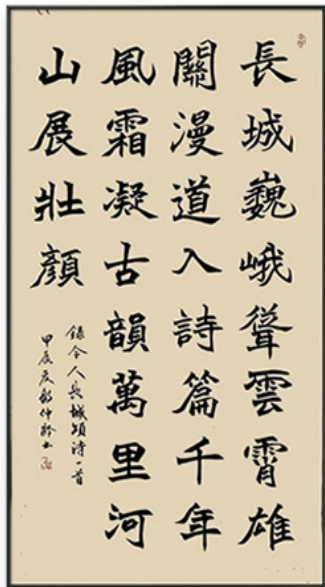 長城巍峨聳雲霄雄
關漫道入詩篇千年
風霜凝古韻萬里河
山展壯顏
錄今人長城頌詩一首
甲辰夏